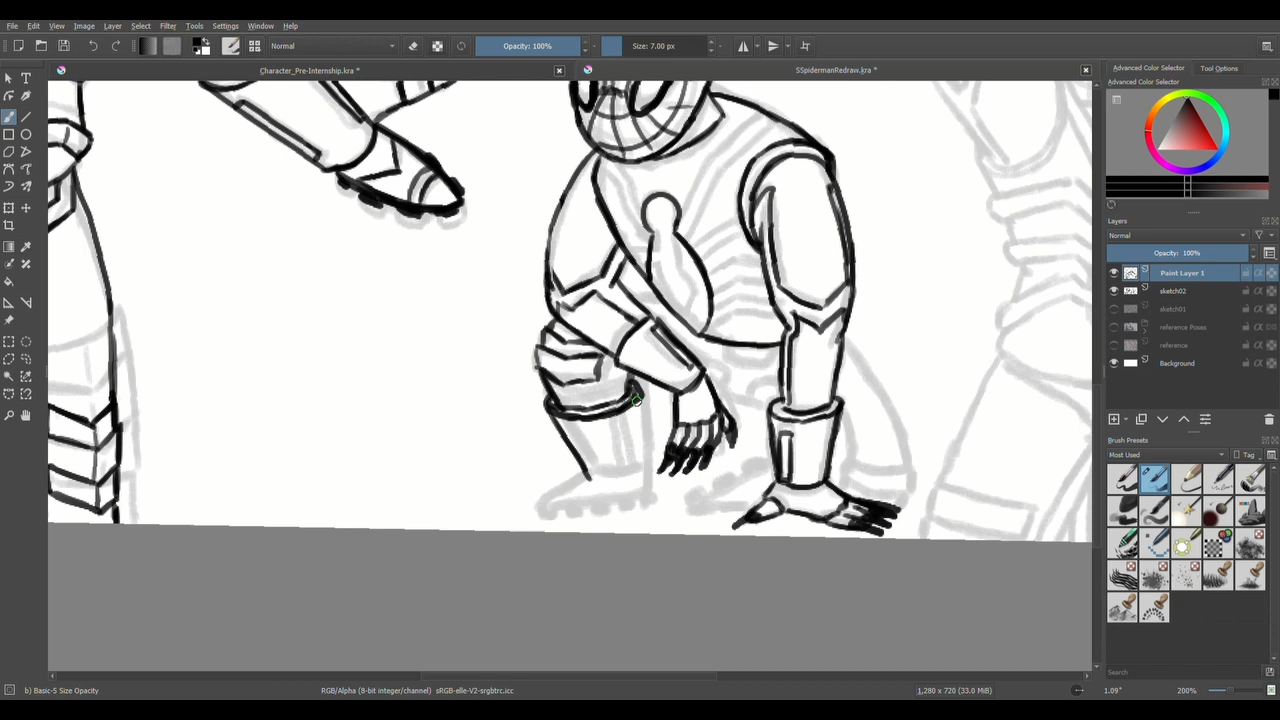 File Edit View Image Layer Select Filter Tools Settings Window Help
Normal Opacity: 100% Size: 7.00 px
Character_Pre-Internship.kra * SSpidermanRedraw.kra *
Advanced Color Selector Tool Options
Advanced Color Selector
Layers
Normal
Opacity: 100%
Paint Layer 1
sketch02
sketch01
reference Poses
reference
Background
Brush Presets
Most Used Tag
Search
b) Basic-5 Size Opacity RGB/Alpha (8-bit integer/channel) sRGB-elle-V2-srgbtrc.icc 1,280 x 720 (33.0 MiB) 1.09° 200%